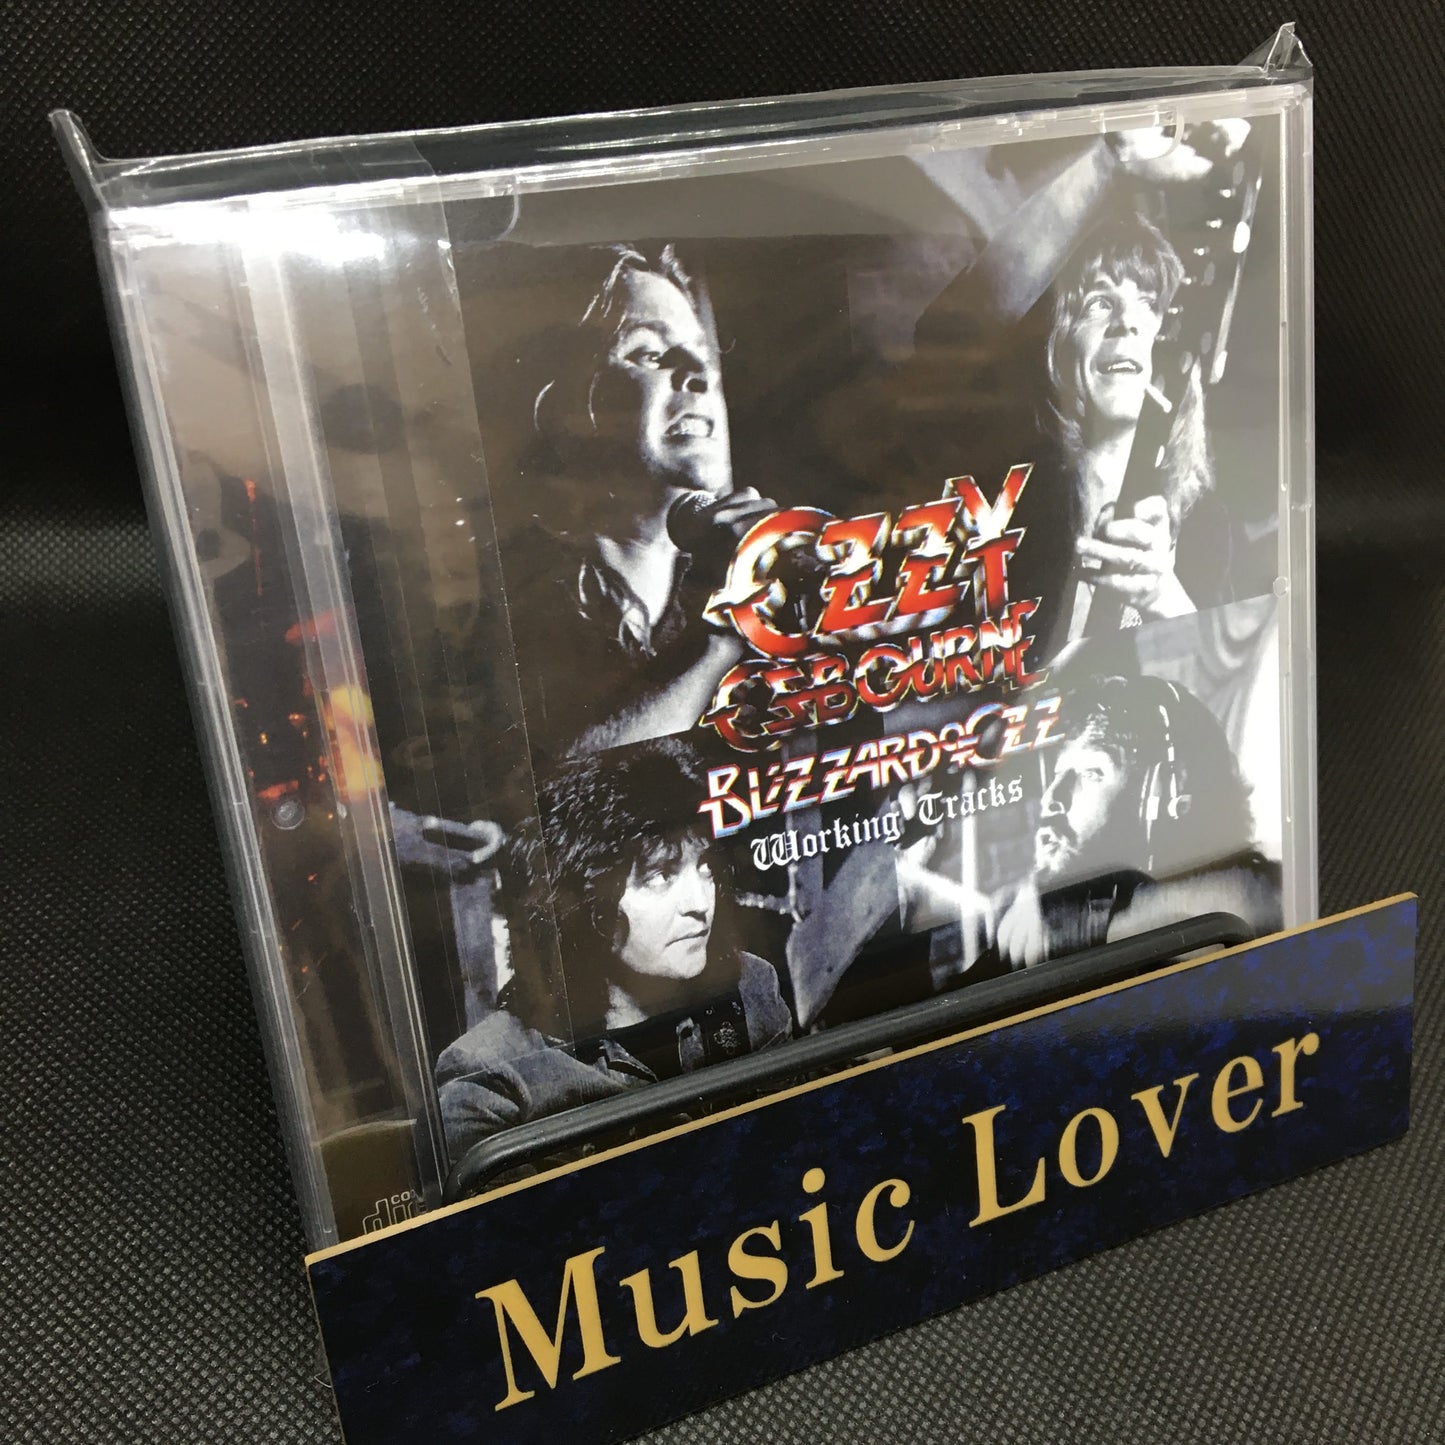 OZZY
OSBOURNE
BLIZZARD OF OZZ
Working Tracks
Music Lover